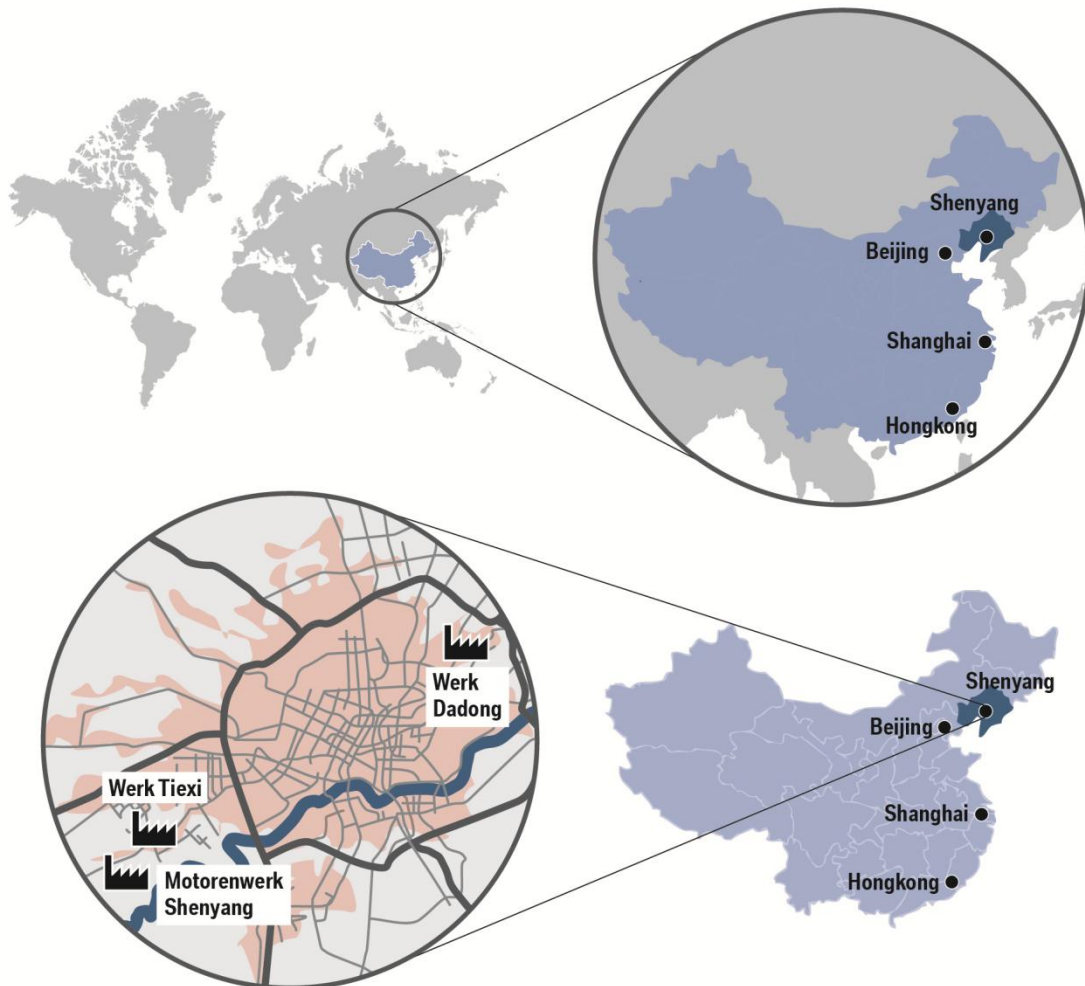 Shenyang
Beijing
Shanghai
Hongkong
Werk
Dadong
Werk Tiexi
Motorenwerk
Shenyang
Shenyang
Beijing
Shanghai
Hongkong